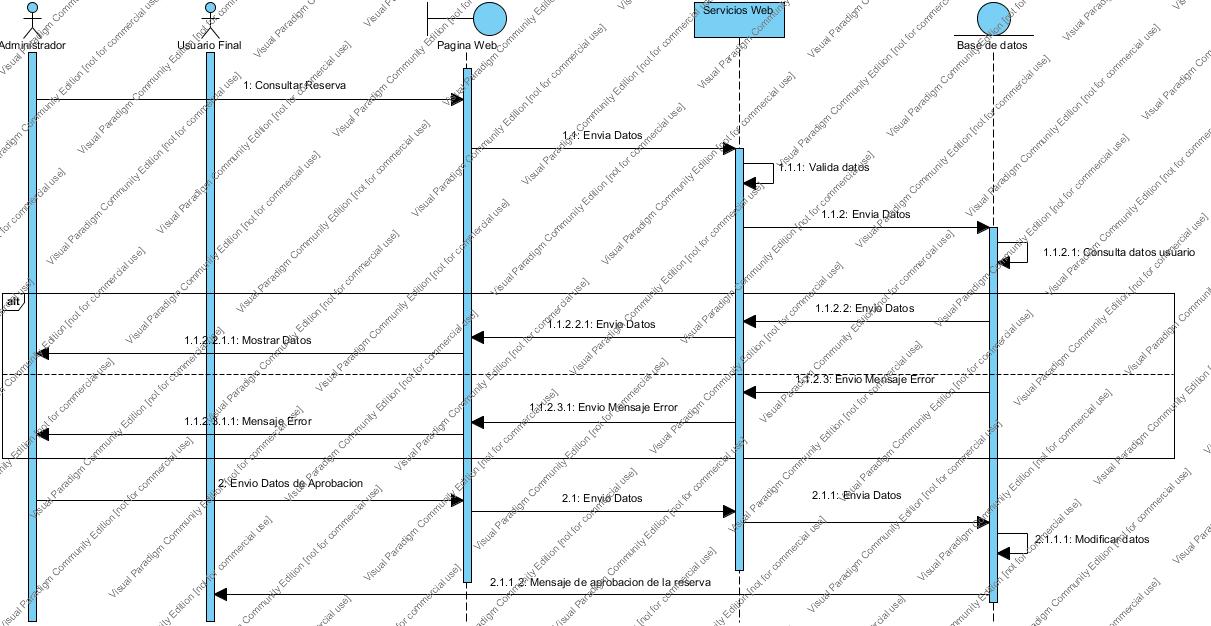 Administrador
Usuario Final
Pagina Web
Servicios Web
Base de datos
1: Consultar Reserva
1.1: Envia Datos
1.1.1: Valida datos
1.1.2: Envia Datos
1.1.2.1: Consulta datos usuario
alt
1.1.2.2: Envio Datos
1.1.2.2.1: Envio Datos
1.1.2.2.1.1: Mostrar Datos
1.1.2.3: Envio Mensaje Error
1.1.2.3.1: Envio Mensaje Error
1.1.2.3.1.1: Mensaje Error
2: Envio Datos de Aprobacion
2.1: Envio Datos
2.1.1: Envia Datos
2.1.1.1: Modificar datos
2.1.1.2: Mensaje de aprobacion de la reserva
Visual Paradigm Community Edition [not for commercial use]